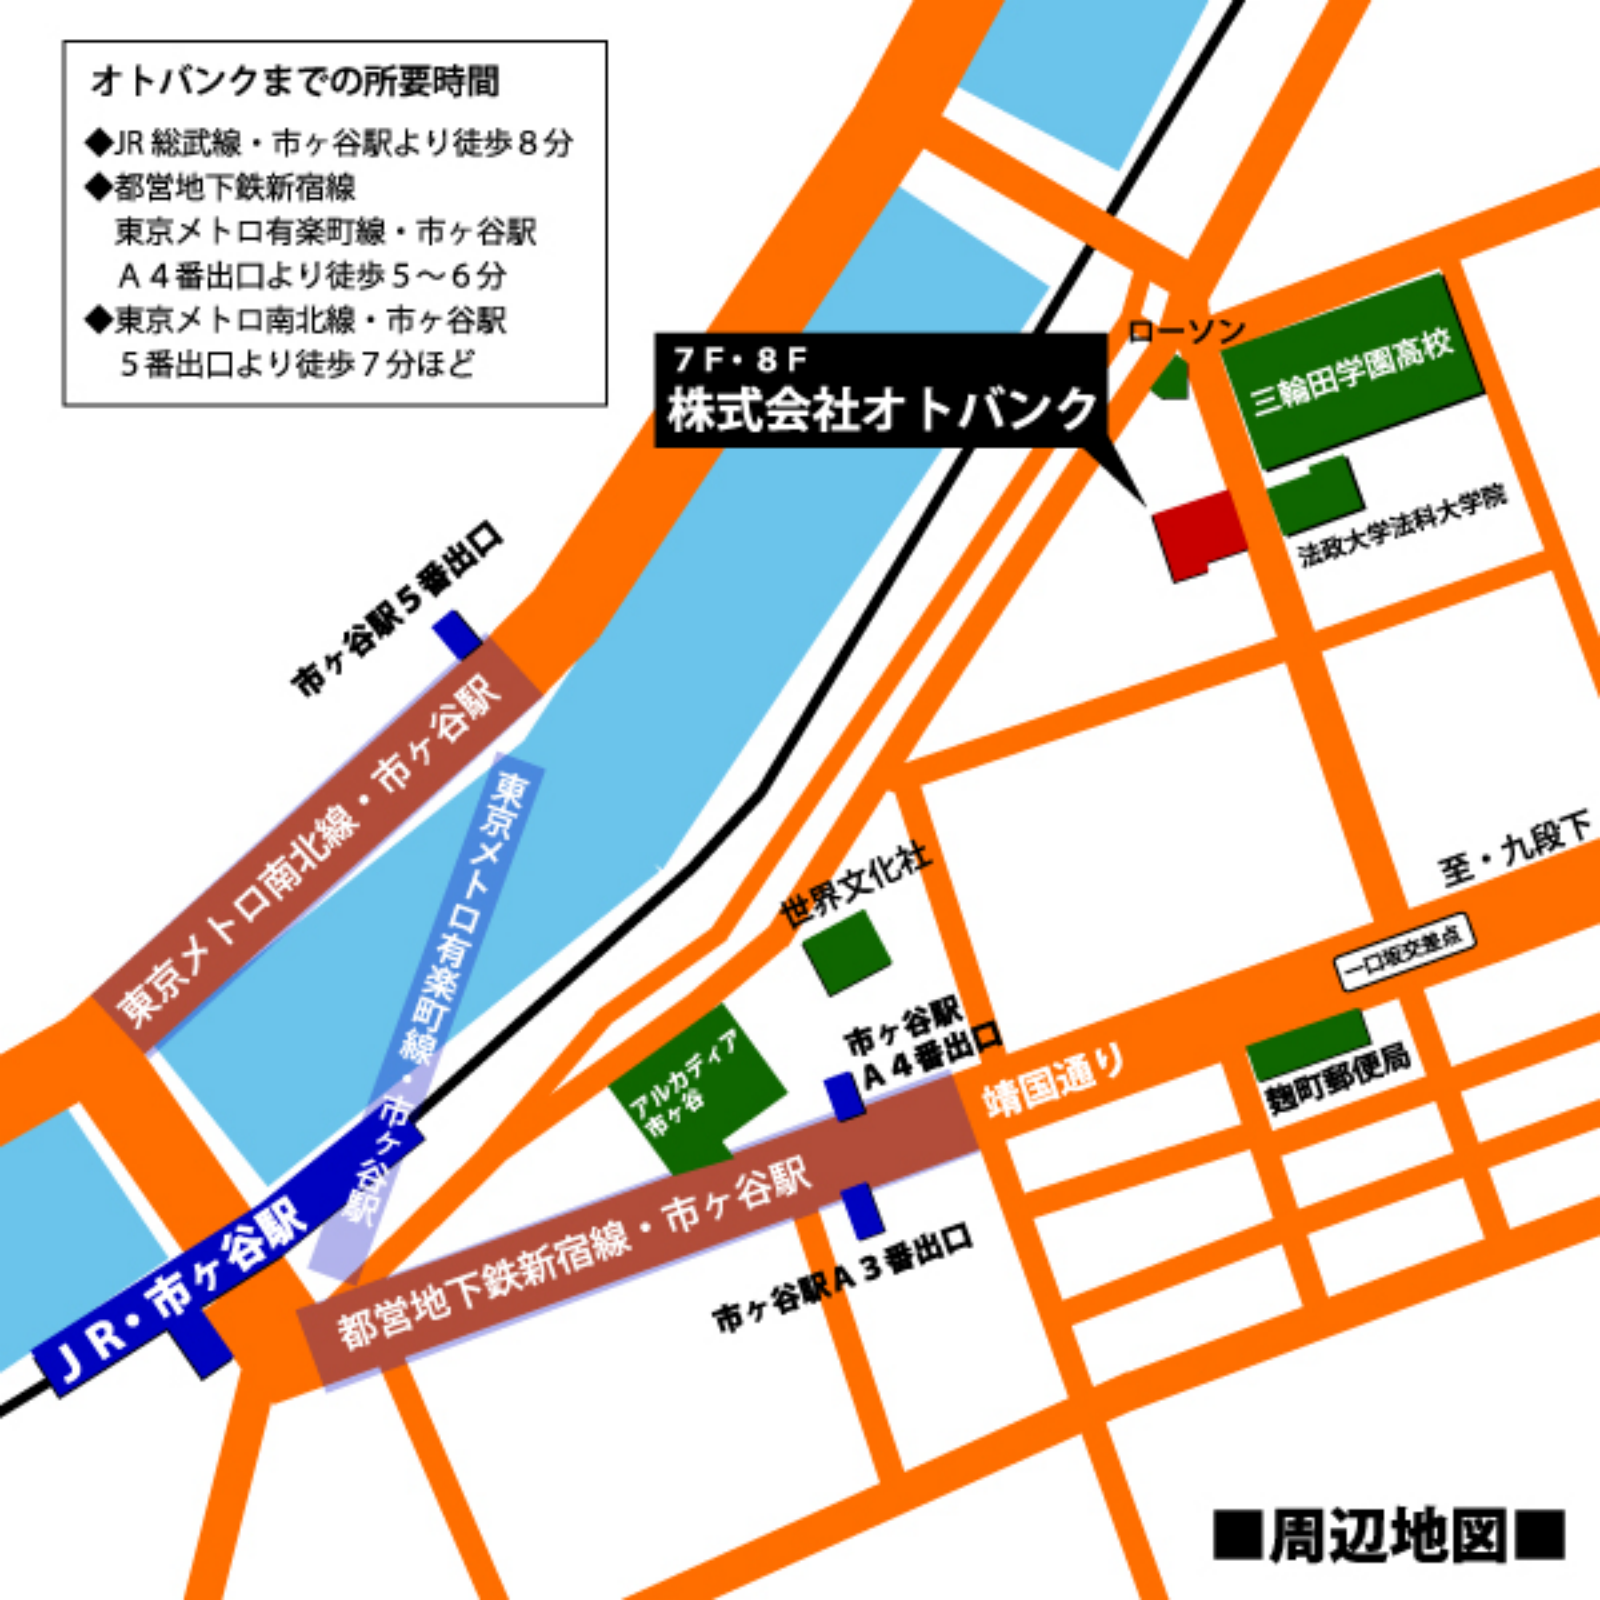 オトバンクまでの所要時間
◆JR 総武線・市ヶ谷駅より徒歩８分
◆都営地下鉄新宿線
東京メトロ有楽町線・市ヶ谷駅
Ａ４番出口より徒歩５～６分
◆東京メトロ南北線・市ヶ谷駅
５番出口より徒歩７分ほど
ローソン
７Ｆ・８Ｆ
株式会社オトバンク
三輪田学園高校
法政大学法科大学院
市ヶ谷駅５番出口
東京メトロ南北線・市ヶ谷駅
東京メトロ有楽町線・市ヶ谷駅
至・九段下
世界文化社
一口坂交差点
市ヶ谷駅
Ａ４番出口
アルカディア
市ヶ谷
靖国通り
麹町郵便局
ＪＲ・市ヶ谷駅
都営地下鉄新宿線・市ヶ谷駅
市ヶ谷駅Ａ３番出口
■周辺地図■